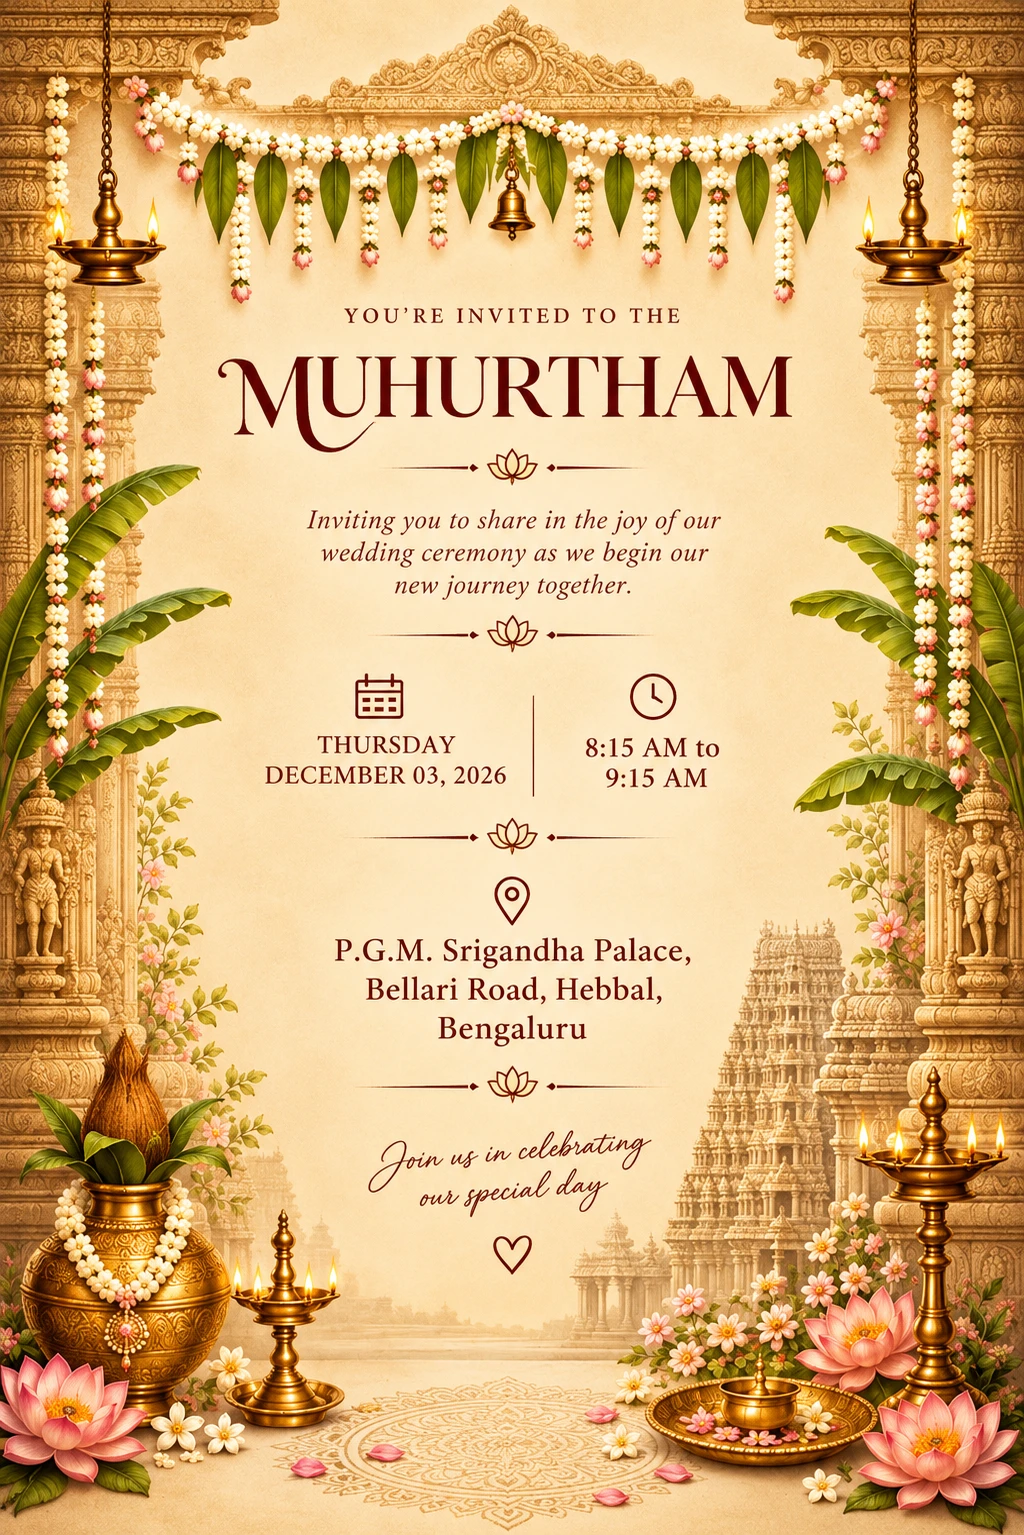 YOU'RE INVITED TO THE
MUHURTHAM
Inviting you to share in the joy of our
wedding ceremony as we begin our
new journey together.
THURSDAY
DECEMBER 03, 2026
8:15 AM to
9:15 AM
P.G.M. Srigandha Palace,
Bellari Road, Hebbal,
Bengaluru
Join us in celebrating
our special day